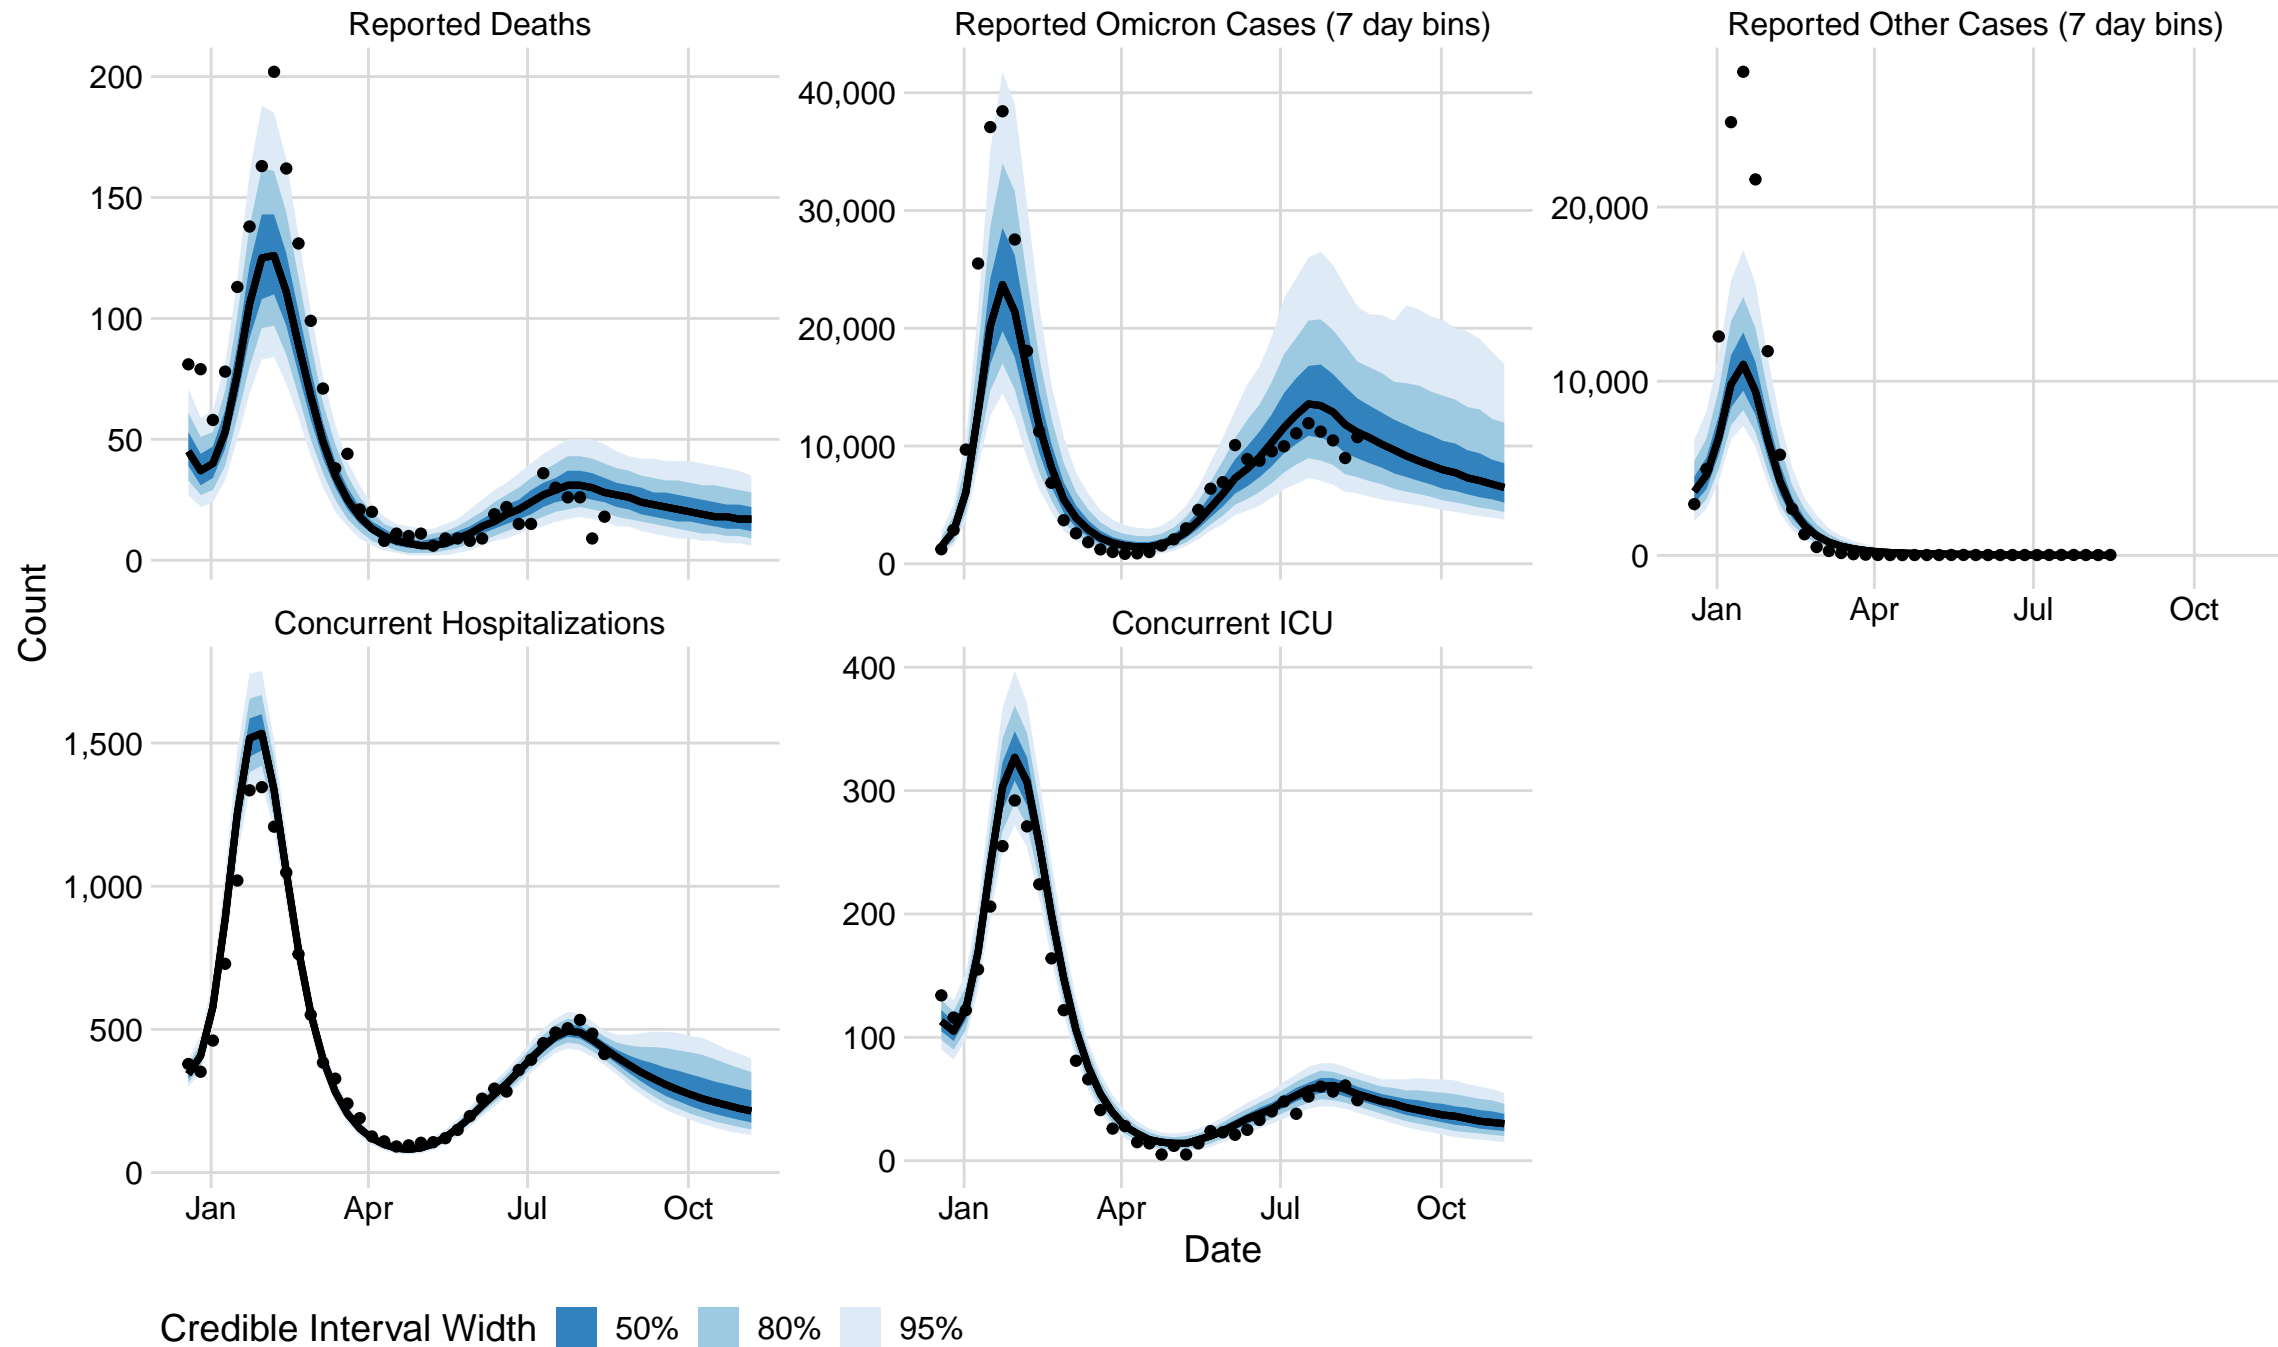 Reported Deaths
Reported Omicron Cases (7 day bins)
Reported Other Cases (7 day bins)
200
150
100
50
0
40,000
30,000
20,000
10,000
0
20,000
10,000
0
Jan Apr Jul Oct
Count
Concurrent Hospitalizations
Concurrent ICU
1,500
1,000
500
0
400
300
200
100
0
Jan Apr Jul Oct
Jan Apr Jul Oct
Date
Credible Interval Width 50% 80% 95%